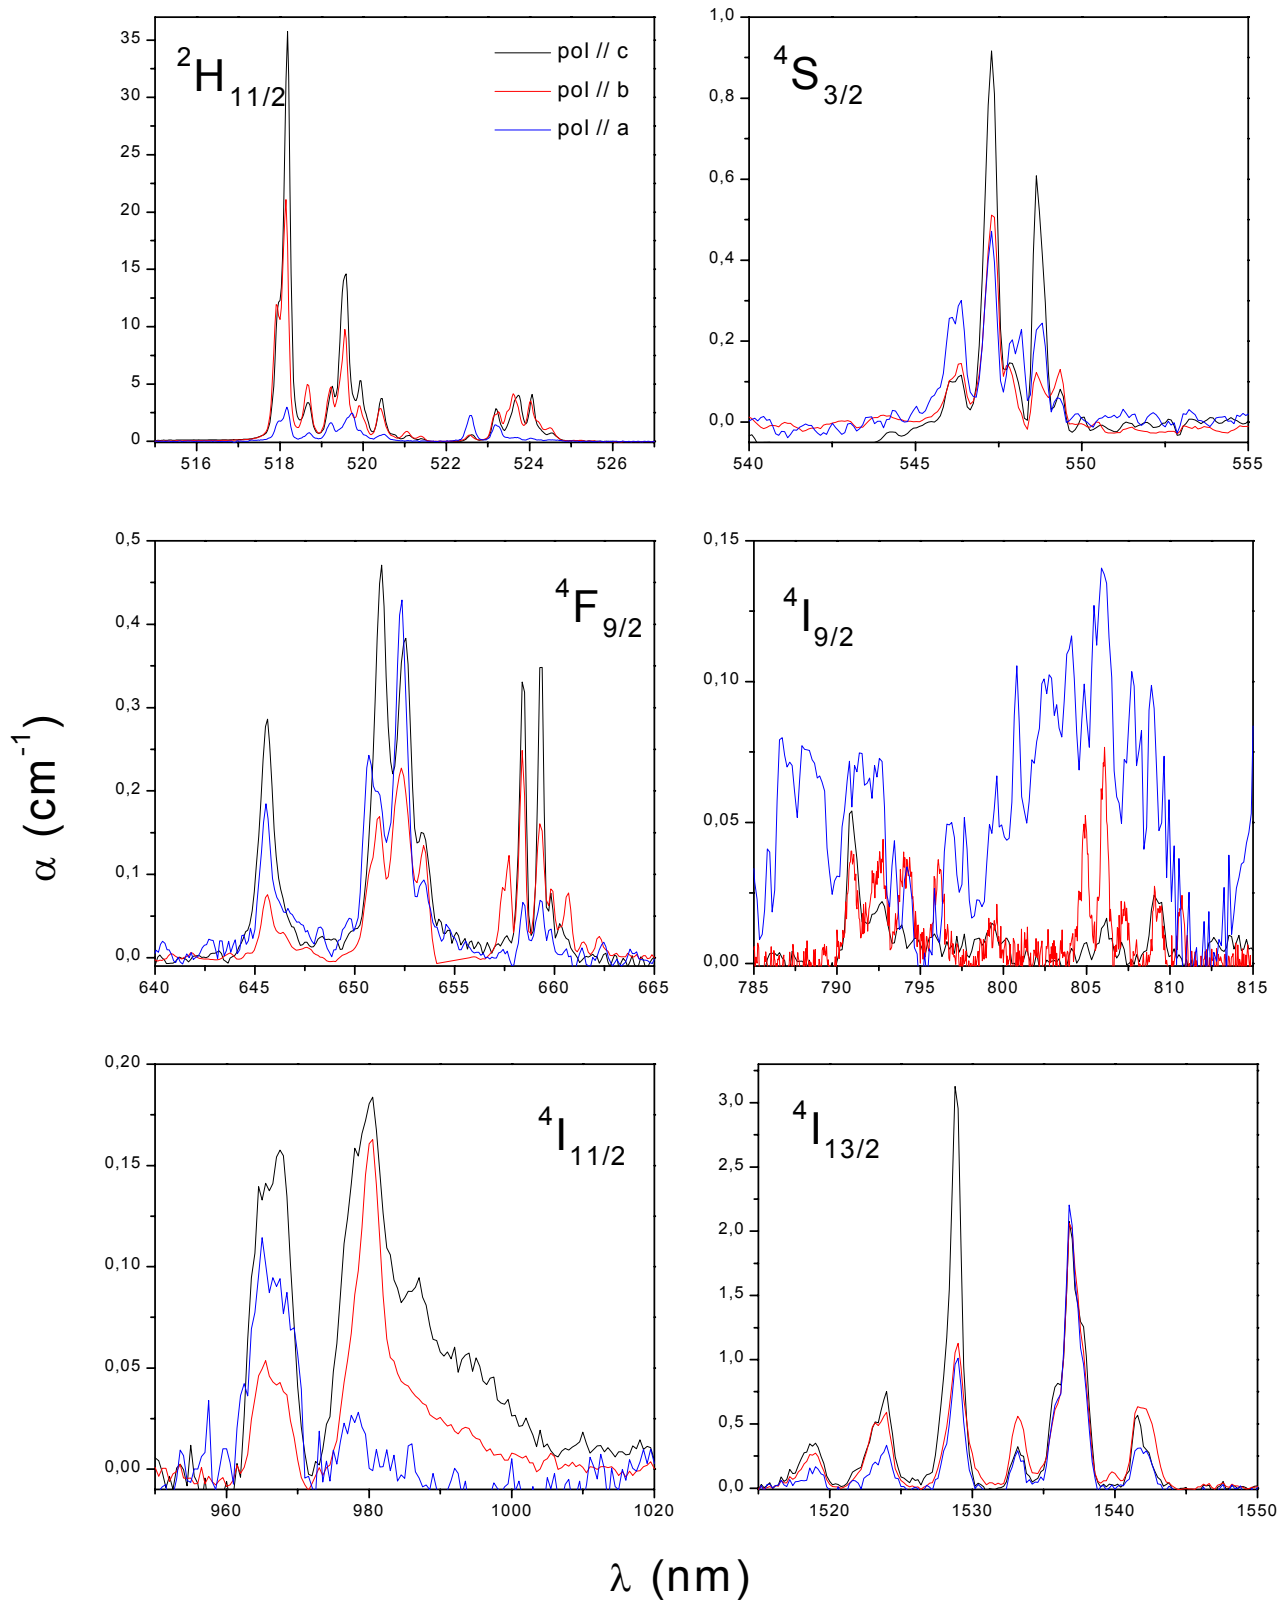 ²H₁₁/₂
pol // c
pol // b
pol // a
35
30
25
20
15
10
5
0
516 518 520 522 524 526
⁴S₃/₂
1,0
0,8
0,6
0,4
0,2
0,0
540 545 550 555
⁴F₉/₂
0,5
0,4
0,3
0,2
0,1
0,0
640 645 650 655 660 665
⁴I₉/₂
0,15
0,10
0,05
0,00
785 790 795 800 805 810 815
α (cm⁻¹)
⁴I₁₁/₂
0,20
0,15
0,10
0,05
0,00
960 980 1000 1020
⁴I₁₃/₂
3,0
2,5
2,0
1,5
1,0
0,5
0,0
1520 1530 1540 1550
λ (nm)